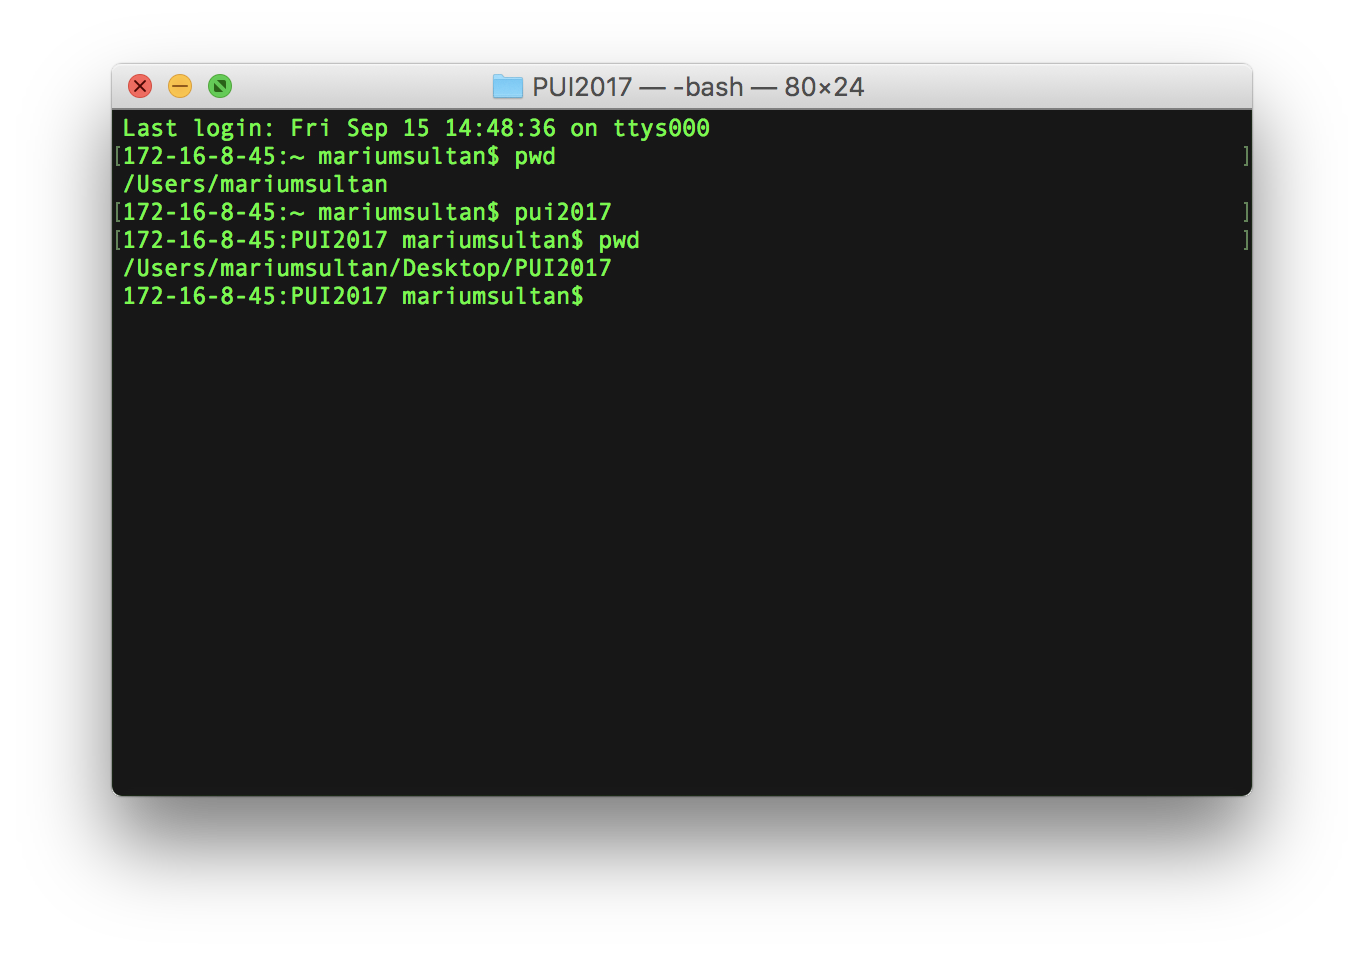 PUI2017 — -bash — 80×24
Last login: Fri Sep 15 14:48:36 on ttys000
[172-16-8-45:~ mariumsultan$ pwd ]
/Users/mariumsultan
[172-16-8-45:~ mariumsultan$ pui2017 ]
[172-16-8-45:PUI2017 mariumsultan$ pwd ]
/Users/mariumsultan/Desktop/PUI2017
172-16-8-45:PUI2017 mariumsultan$